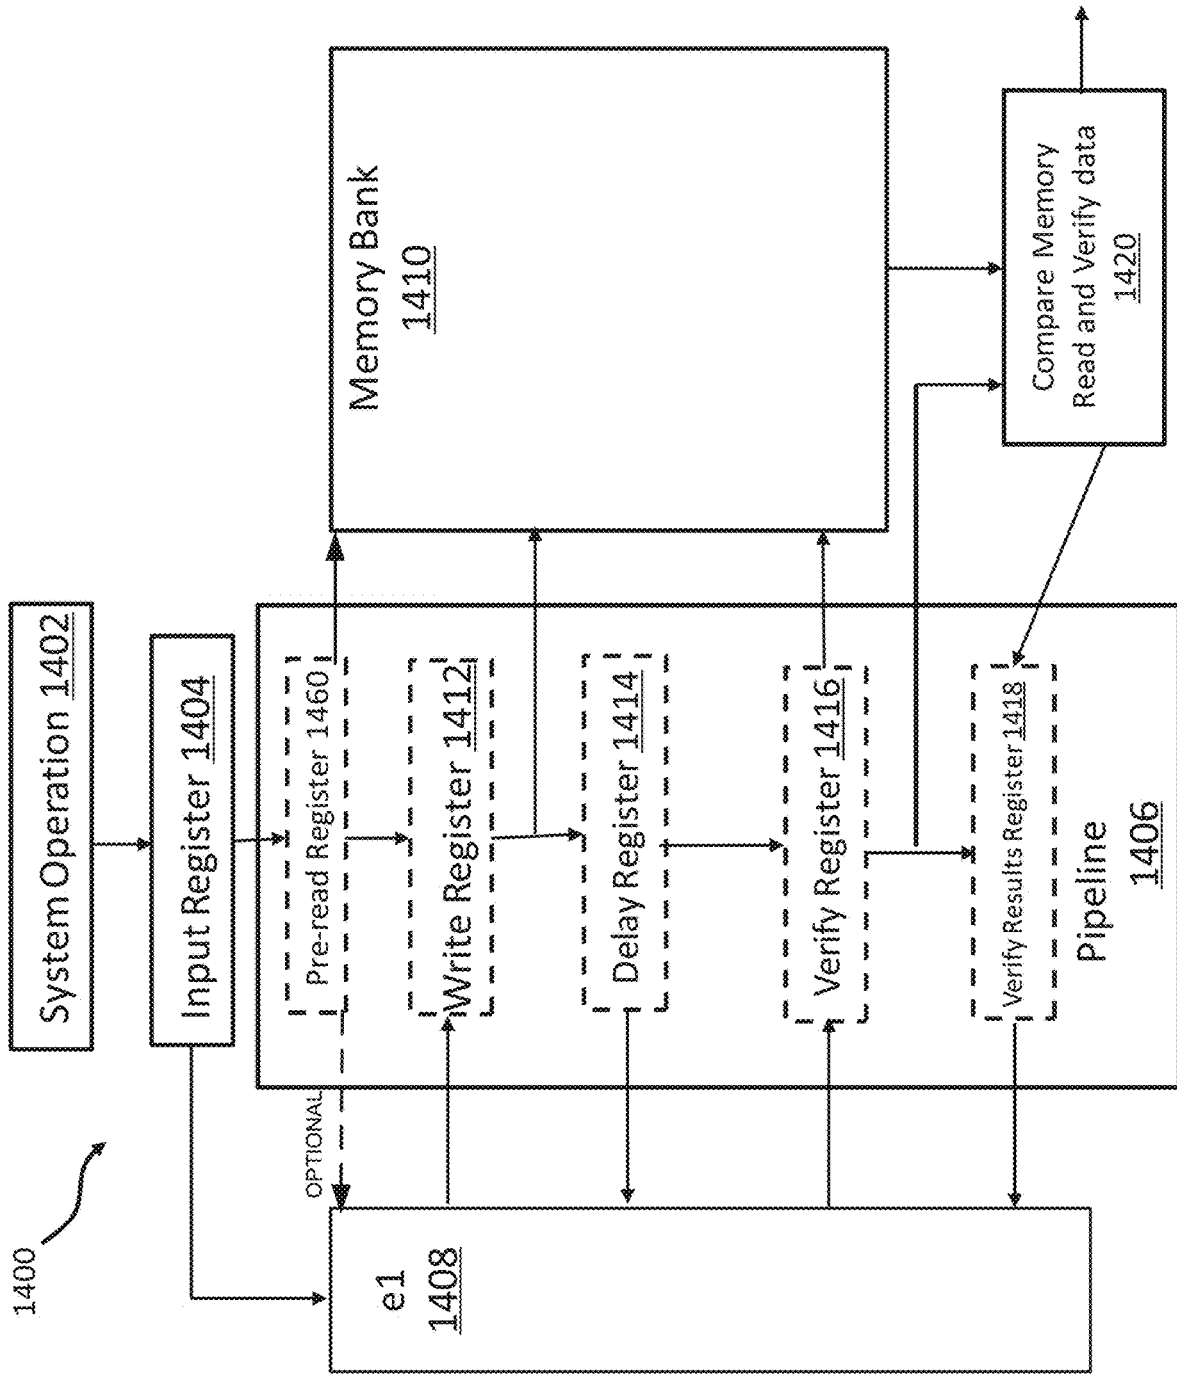 1400
System Operation 1402
Input Register 1404
OPTIONAL
Pre-read Register 1460
Write Register 1412
Delay Register 1414
Verify Register 1416
Verify Results Register 1418
Pipeline
1406
e1
1408
Memory Bank
1410
Compare Memory
Read and Verify data
1420